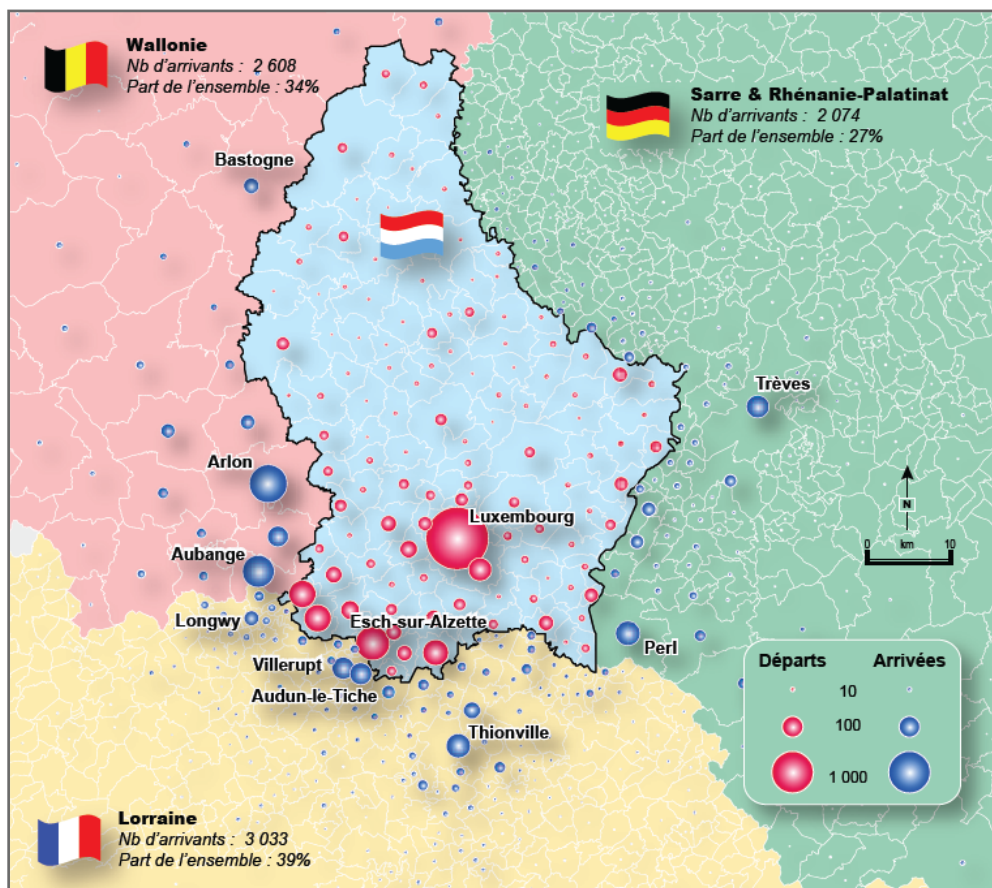 Wallonie
Nb d'arrivants : 2 608
Part de l'ensemble : 34%
Sarre & Rhénanie-Palatinat
Nb d'arrivants : 2 074
Part de l'ensemble : 27%
Bastogne
Trèves
Arlon
Luxembourg
N
0 km 10
Aubange
Longwy
Esch-sur-Alzette
Villerupt
Perl
Audun-le-Tiche
Thionville
Départs Arrivées
10
100
1 000
Lorraine
Nb d'arrivants : 3 033
Part de l'ensemble : 39%